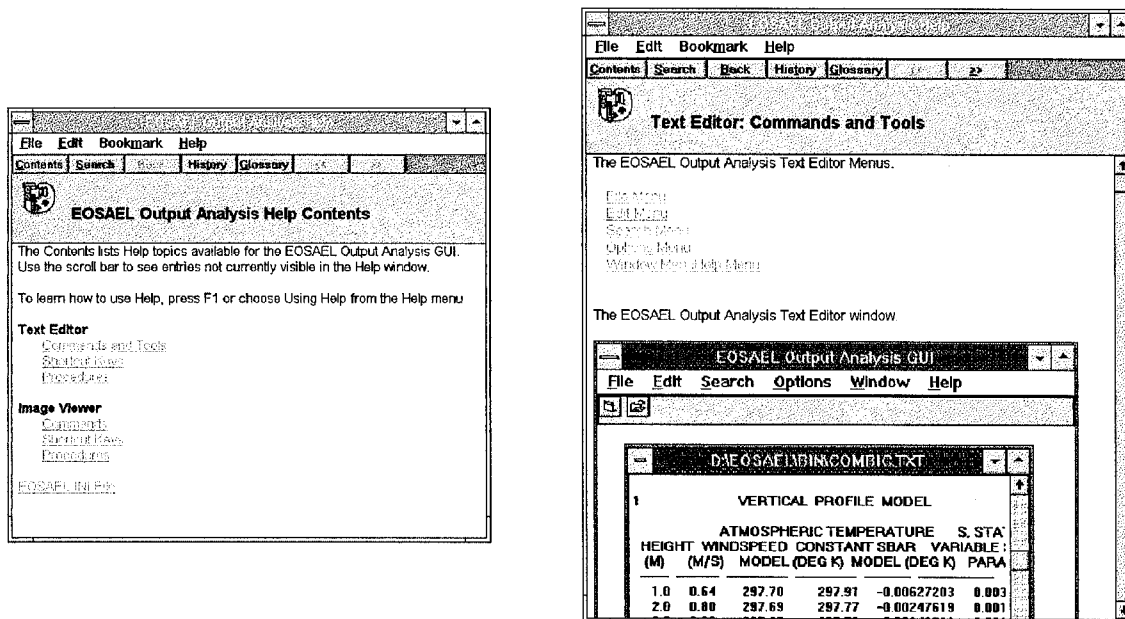 File Edit Bookmark Help
Contents Search Back History Glossary << >>
EOSAEL Output Analysis Help Contents
The Contents lists Help topics available for the EOSAEL Output Analysis GUI.
Use the scroll bar to see entries not currently visible in the Help window.
To learn how to use Help, press F1 or choose Using Help from the Help menu
Text Editor
Commands and Tools
Shortcut Keys
Procedures
Image Viewer
Commands
Shortcut Keys
Procedures
EOSAEL INI File
File Edit Bookmark Help
Contents Search Back History Glossary << >>
Text Editor: Commands and Tools
The EOSAEL Output Analysis Text Editor Menus.
File Menu
Edit Menu
Search Menu
Options Menu
Window Menu Help Menu
The EOSAEL Output Analysis Text Editor window.
EOSAEL Output Analysis GUI
File Edit Search Options Window Help
D:\EOSAEL\BIN\COMBIC.TXT
1 VERTICAL PROFILE MODEL
ATMOSPHERIC TEMPERATURE S. STA
HEIGHT WINDSPEED CONSTANT SBAR VARIABLE
(M) (M/S) MODEL (DEG K) MODEL (DEG K) PARA
1.0 0.64 297.70 297.91 -0.00627203 0.003
2.0 0.80 297.69 297.77 -0.00247619 0.001